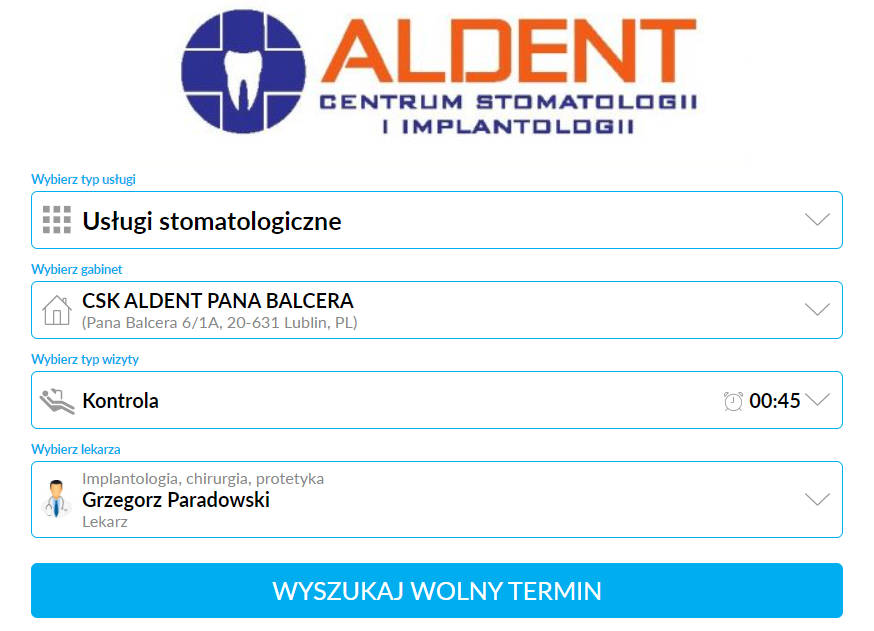 ALDENT
CENTRUM STOMATOLOGII
I IMPLANTOLOGII
Wybierz typ usługi
Usługi stomatologiczne
Wybierz gabinet
CSK ALDENT PANA BALCERA
(Pana Balcera 6/1A, 20-631 Lublin, PL)
Wybierz typ wizyty
Kontrola 00:45
Wybierz lekarza
Implantologia, chirurgia, protetyka
Grzegorz Paradowski
Lekarz
WYSZUKAJ WOLNY TERMIN